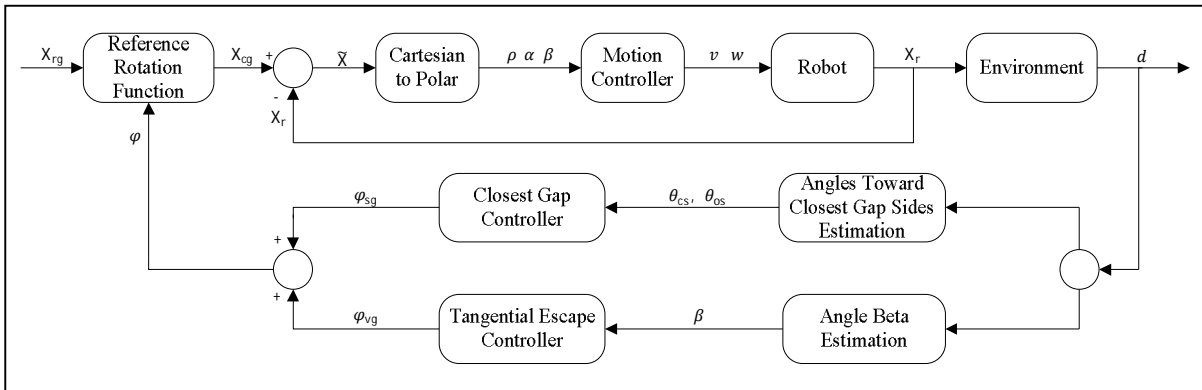 X_rg
Reference
Rotation
Function
X_cg
+
-
X_r
X̃
Cartesian
to Polar
ρ α β
Motion
Controller
v w
Robot
X_r
Environment
d
φ
φ_sg
Closest Gap
Controller
θ_cs, θ_os
Angles Toward
Closest Gap Sides
Estimation
+
+
φ_vg
Tangential Escape
Controller
β
Angle Beta
Estimation